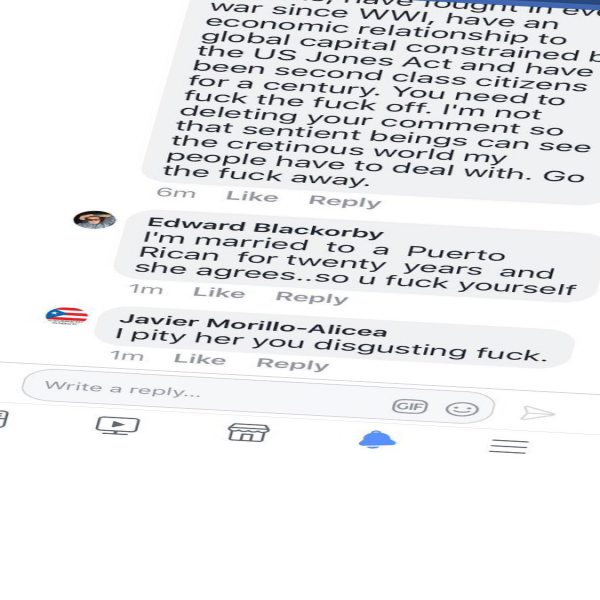 have fought in
war since WWI, have an
economic relationship to
global capital constrained
the US Jones Act and have
been second class citizens
for a century. You need to
fuck the fuck off. I'm not
deleting your comment so
that sentient beings can see
the cretinous world my
people have to deal with. Go
the fuck away.
6m Like Reply
Edward Blackorby
I'm married to a Puerto
Rican for twenty years and
she agrees..so u fuck yourself
1m Like Reply
Javier Morillo-Alicea
I pity her you disgusting fuck.
1m Like Reply
Write a reply... GIF